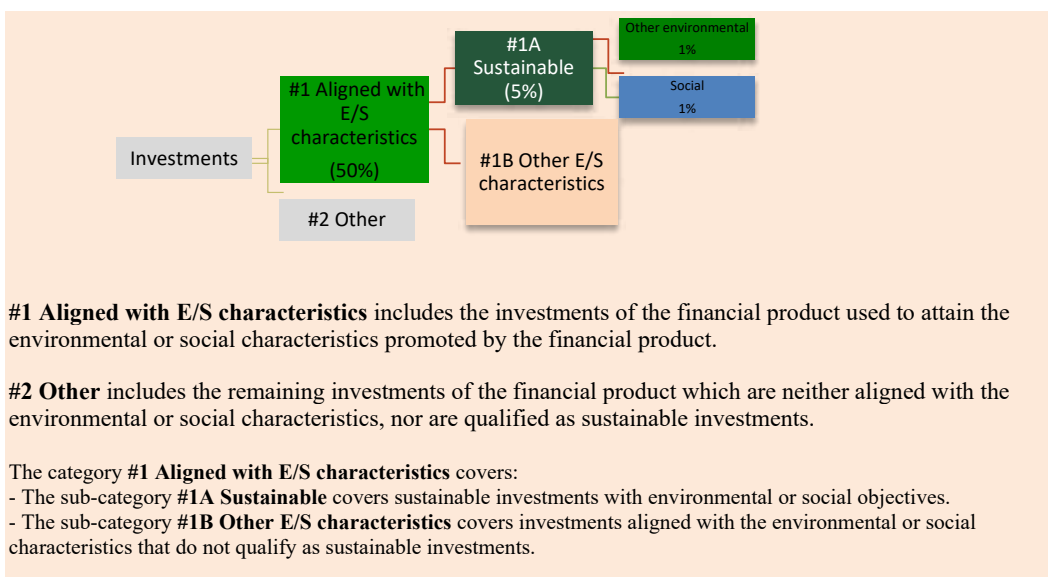 Other environmental
1%
#1A
Sustainable
(5%)
Social
1%
#1 Aligned with
E/S
characteristics
(50%)
Investments
#1B Other E/S
characteristics
#2 Other
#1 Aligned with E/S characteristics includes the investments of the financial product used to attain the
environmental or social characteristics promoted by the financial product.
#2 Other includes the remaining investments of the financial product which are neither aligned with the
environmental or social characteristics, nor are qualified as sustainable investments.
The category #1 Aligned with E/S characteristics covers:
- The sub-category #1A Sustainable covers sustainable investments with environmental or social objectives.
- The sub-category #1B Other E/S characteristics covers investments aligned with the environmental or social
characteristics that do not qualify as sustainable investments.